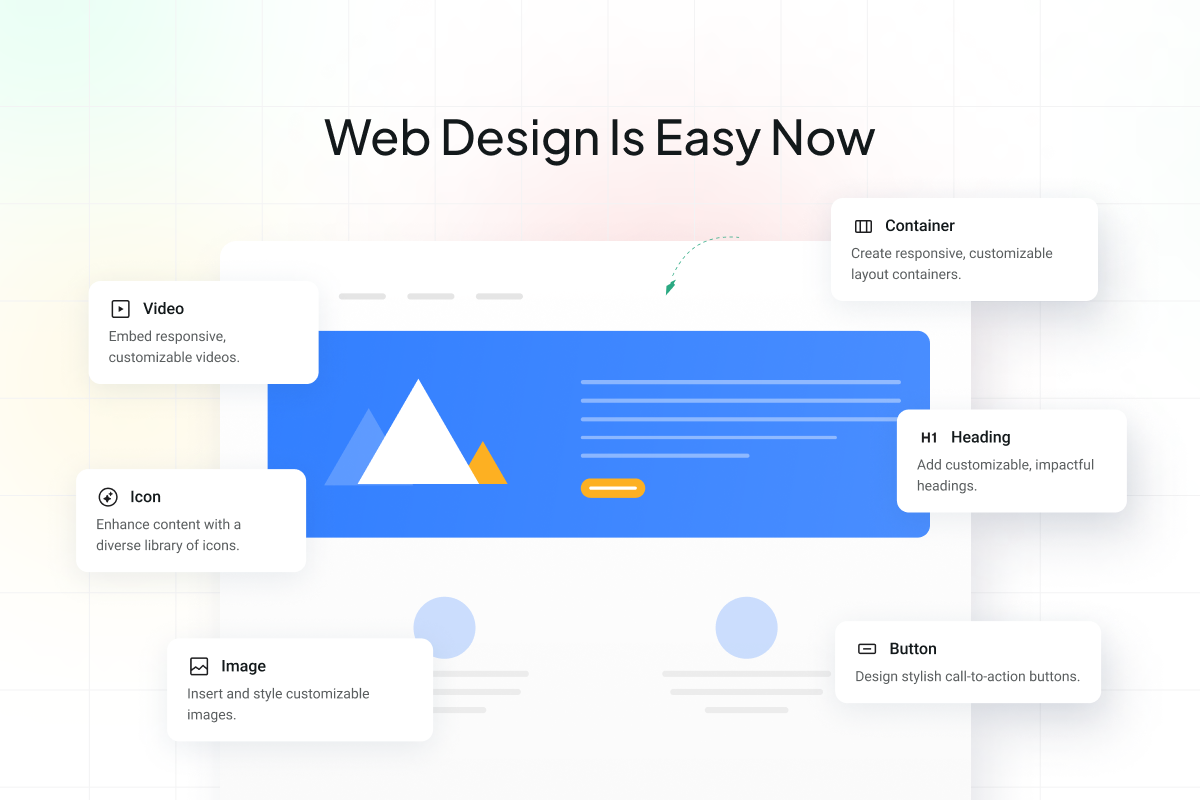 Web Design Is Easy Now
Container
Create responsive, customizable
layout containers.
Video
Embed responsive,
customizable videos.
H1 Heading
Add customizable, impactful
headings.
Icon
Enhance content with a
diverse library of icons.
Image
Insert and style customizable
images.
Button
Design stylish call-to-action buttons.